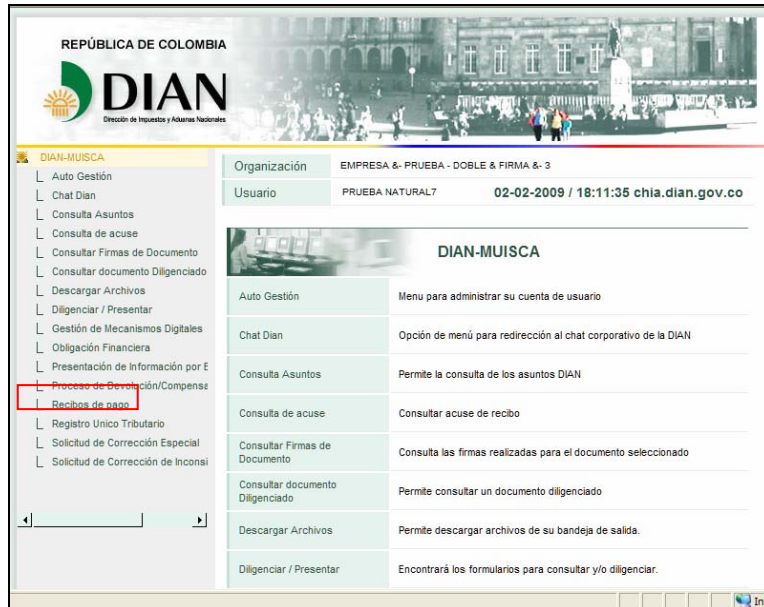 REPÚBLICA DE COLOMBIA
DIAN
Dirección de Impuestos y Aduanas Nacionales
DIAN-MUISCA
Auto Gestión
Chat Dian
Consulta Asuntos
Consulta de acuse
Consultar Firmas de Documento
Consultar documento Diligenciado
Descargar Archivos
Diligenciar / Presentar
Gestión de Mecanismos Digitales
Obligación Financiera
Presentación de Información por E
Proceso de Devolución/Compensa
Recibos de pago
Registro Unico Tributario
Solicitud de Corrección Especial
Solicitud de Corrección de Inconsi
Organización EMPRESA &- PRUEBA - DOBLE & FIRMA &- 3
Usuario PRUEBA NATURAL7 02-02-2009 / 18:11:35 chia.dian.gov.co
DIAN-MUISCA
Auto Gestión Menu para administrar su cuenta de usuario
Chat Dian Opción de menú para redirección al chat corporativo de la DIAN
Consulta Asuntos Permite la consulta de los asuntos DIAN
Consulta de acuse Consultar acuse de recibo
Consultar Firmas de
Documento Consulta las firmas realizadas para el documento seleccionado
Consultar documento
Diligenciado Permite consultar un documento diligenciado
Descargar Archivos Permite descargar archivos de su bandeja de salida.
Diligenciar / Presentar Encontrará los formularios para consultar y/o diligenciar.
In